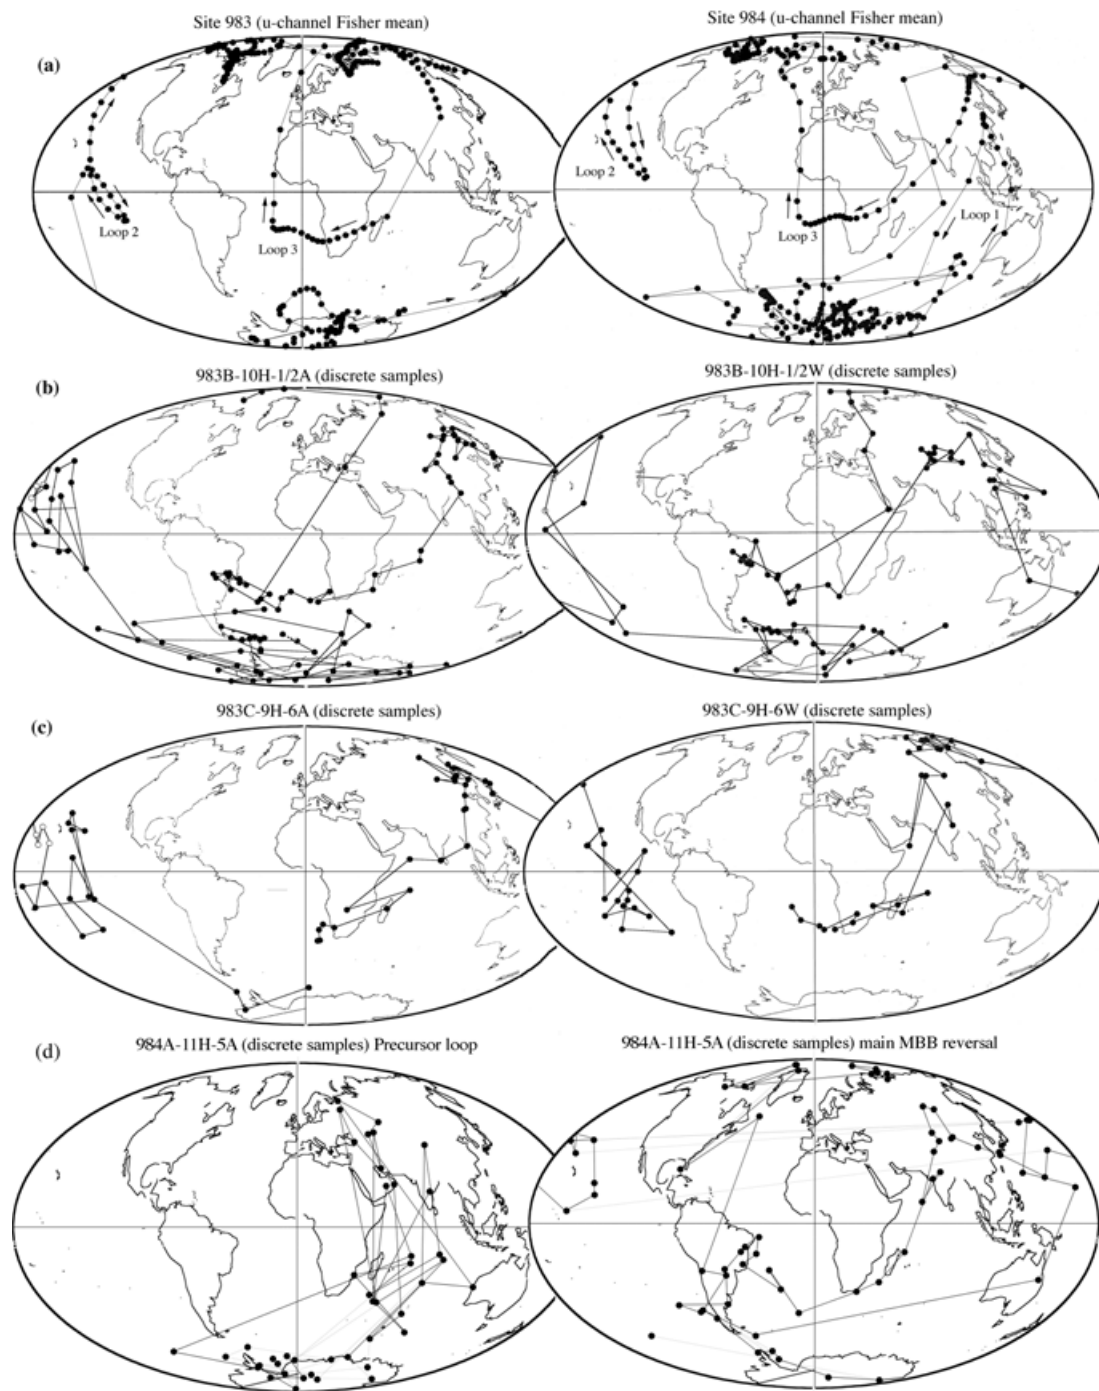 Site 983 (u-channel Fisher mean)
Site 984 (u-channel Fisher mean)
(a)
Loop 2
Loop 3
Loop 2
Loop 3
Loop 1
983B-10H-1/2A (discrete samples)
983B-10H-1/2W (discrete samples)
(b)
983C-9H-6A (discrete samples)
983C-9H-6W (discrete samples)
(c)
984A-11H-5A (discrete samples) Precursor loop
984A-11H-5A (discrete samples) main MBB reversal
(d)